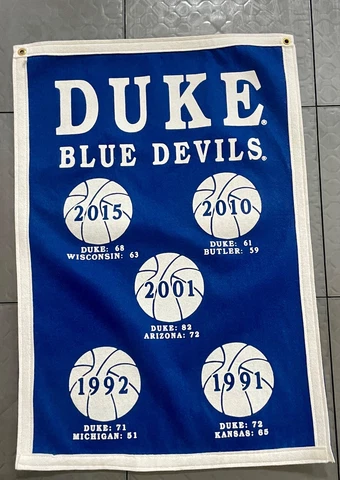 DUKE®
BLUE DEVILS®
2015
DUKE: 68
WISCONSIN: 63
2010
DUKE: 61
BUTLER: 59
2001
DUKE: 82
ARIZONA: 72
1992
DUKE: 71
MICHIGAN: 51
1991
DUKE: 72
KANSAS: 65